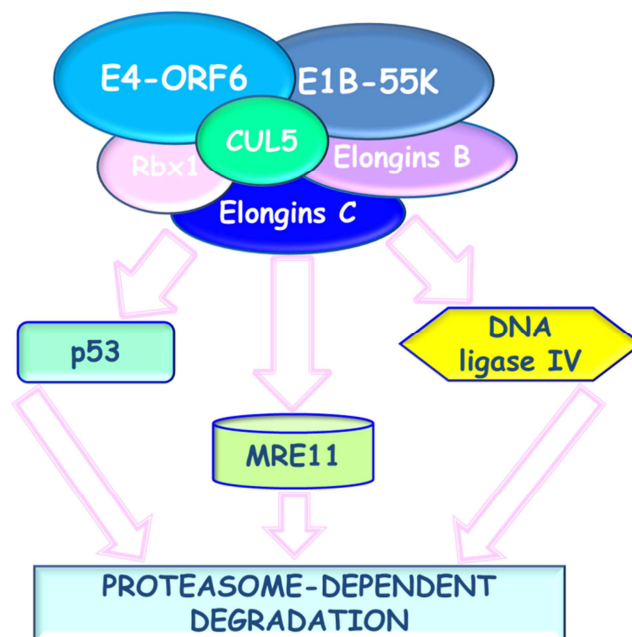 E4-ORF6
E1B-55K
CUL5
Rbx1
Elongins B
Elongins C
p53
DNA
ligase IV
MRE11
PROTEASOME-DEPENDENT
DEGRADATION